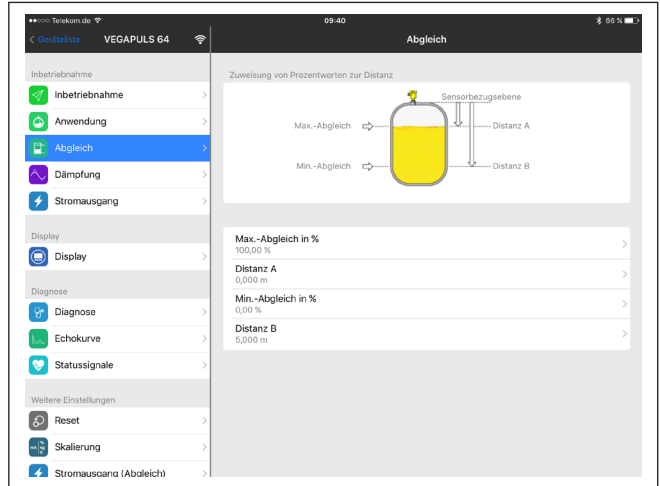 Telekom.de
09:40
66 %
< Geräteliste
VEGAPULS 64
Abgleich
Inbetriebnahme
Inbetriebnahme
Anwendung
Abgleich
Dämpfung
Stromausgang
Display
Display
Diagnose
Diagnose
Echokurve
Statussignale
Weitere Einstellungen
Reset
Skalierung
Stromausgang (Abgleich)
Zuweisung von Prozentwerten zur Distanz
Sensorbezugsebene
Max.-Abgleich
Distanz A
Min.-Abgleich
Distanz B
Max.-Abgleich in %
100,00 %
Distanz A
0,000 m
Min.-Abgleich in %
0,00 %
Distanz B
5,000 m